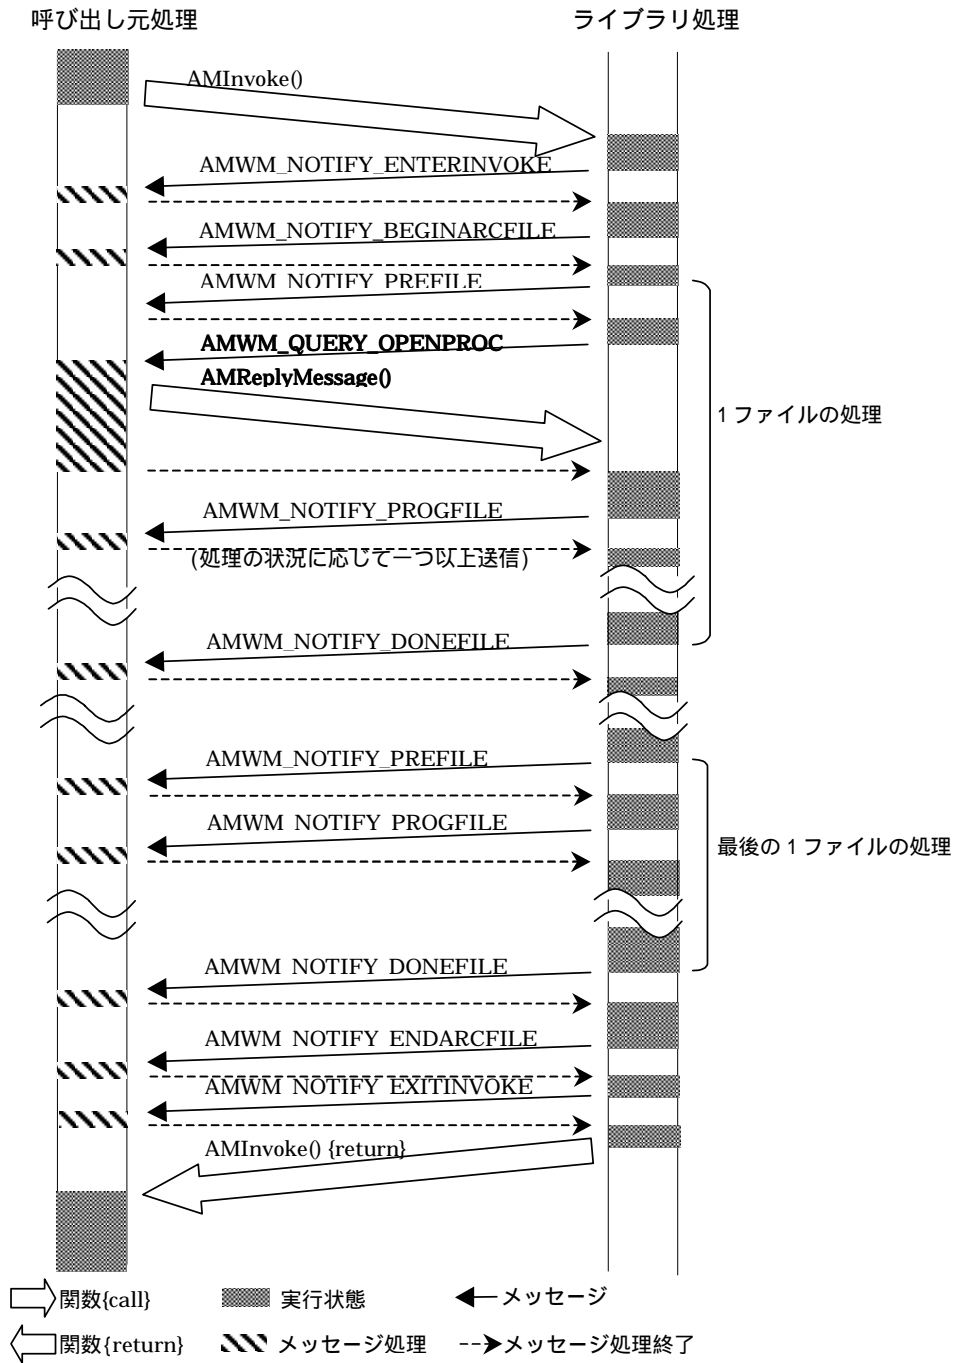 呼び出し元処理
ライブラリ処理
AMInvoke()
AMWM_NOTIFY_ENTERINVOKE
AMWM_NOTIFY_BEGINARCFILE
AMWM_NOTIFY_PREFILE
AMWM_QUERY_OPENPROC
AMReplyMessage()
1ファイルの処理
AMWM_NOTIFY_PROGFILE
(処理の状況に応じて一つ以上送信)
AMWM_NOTIFY_DONEFILE
AMWM_NOTIFY_PREFILE
AMWM_NOTIFY_PROGFILE
最後の1ファイルの処理
AMWM_NOTIFY_DONEFILE
AMWM_NOTIFY_ENDARCFILE
AMWM_NOTIFY_EXITINVOKE
AMInvoke() {return}
関数{call}
実行状態
メッセージ
関数{return}
メッセージ処理
メッセージ処理終了